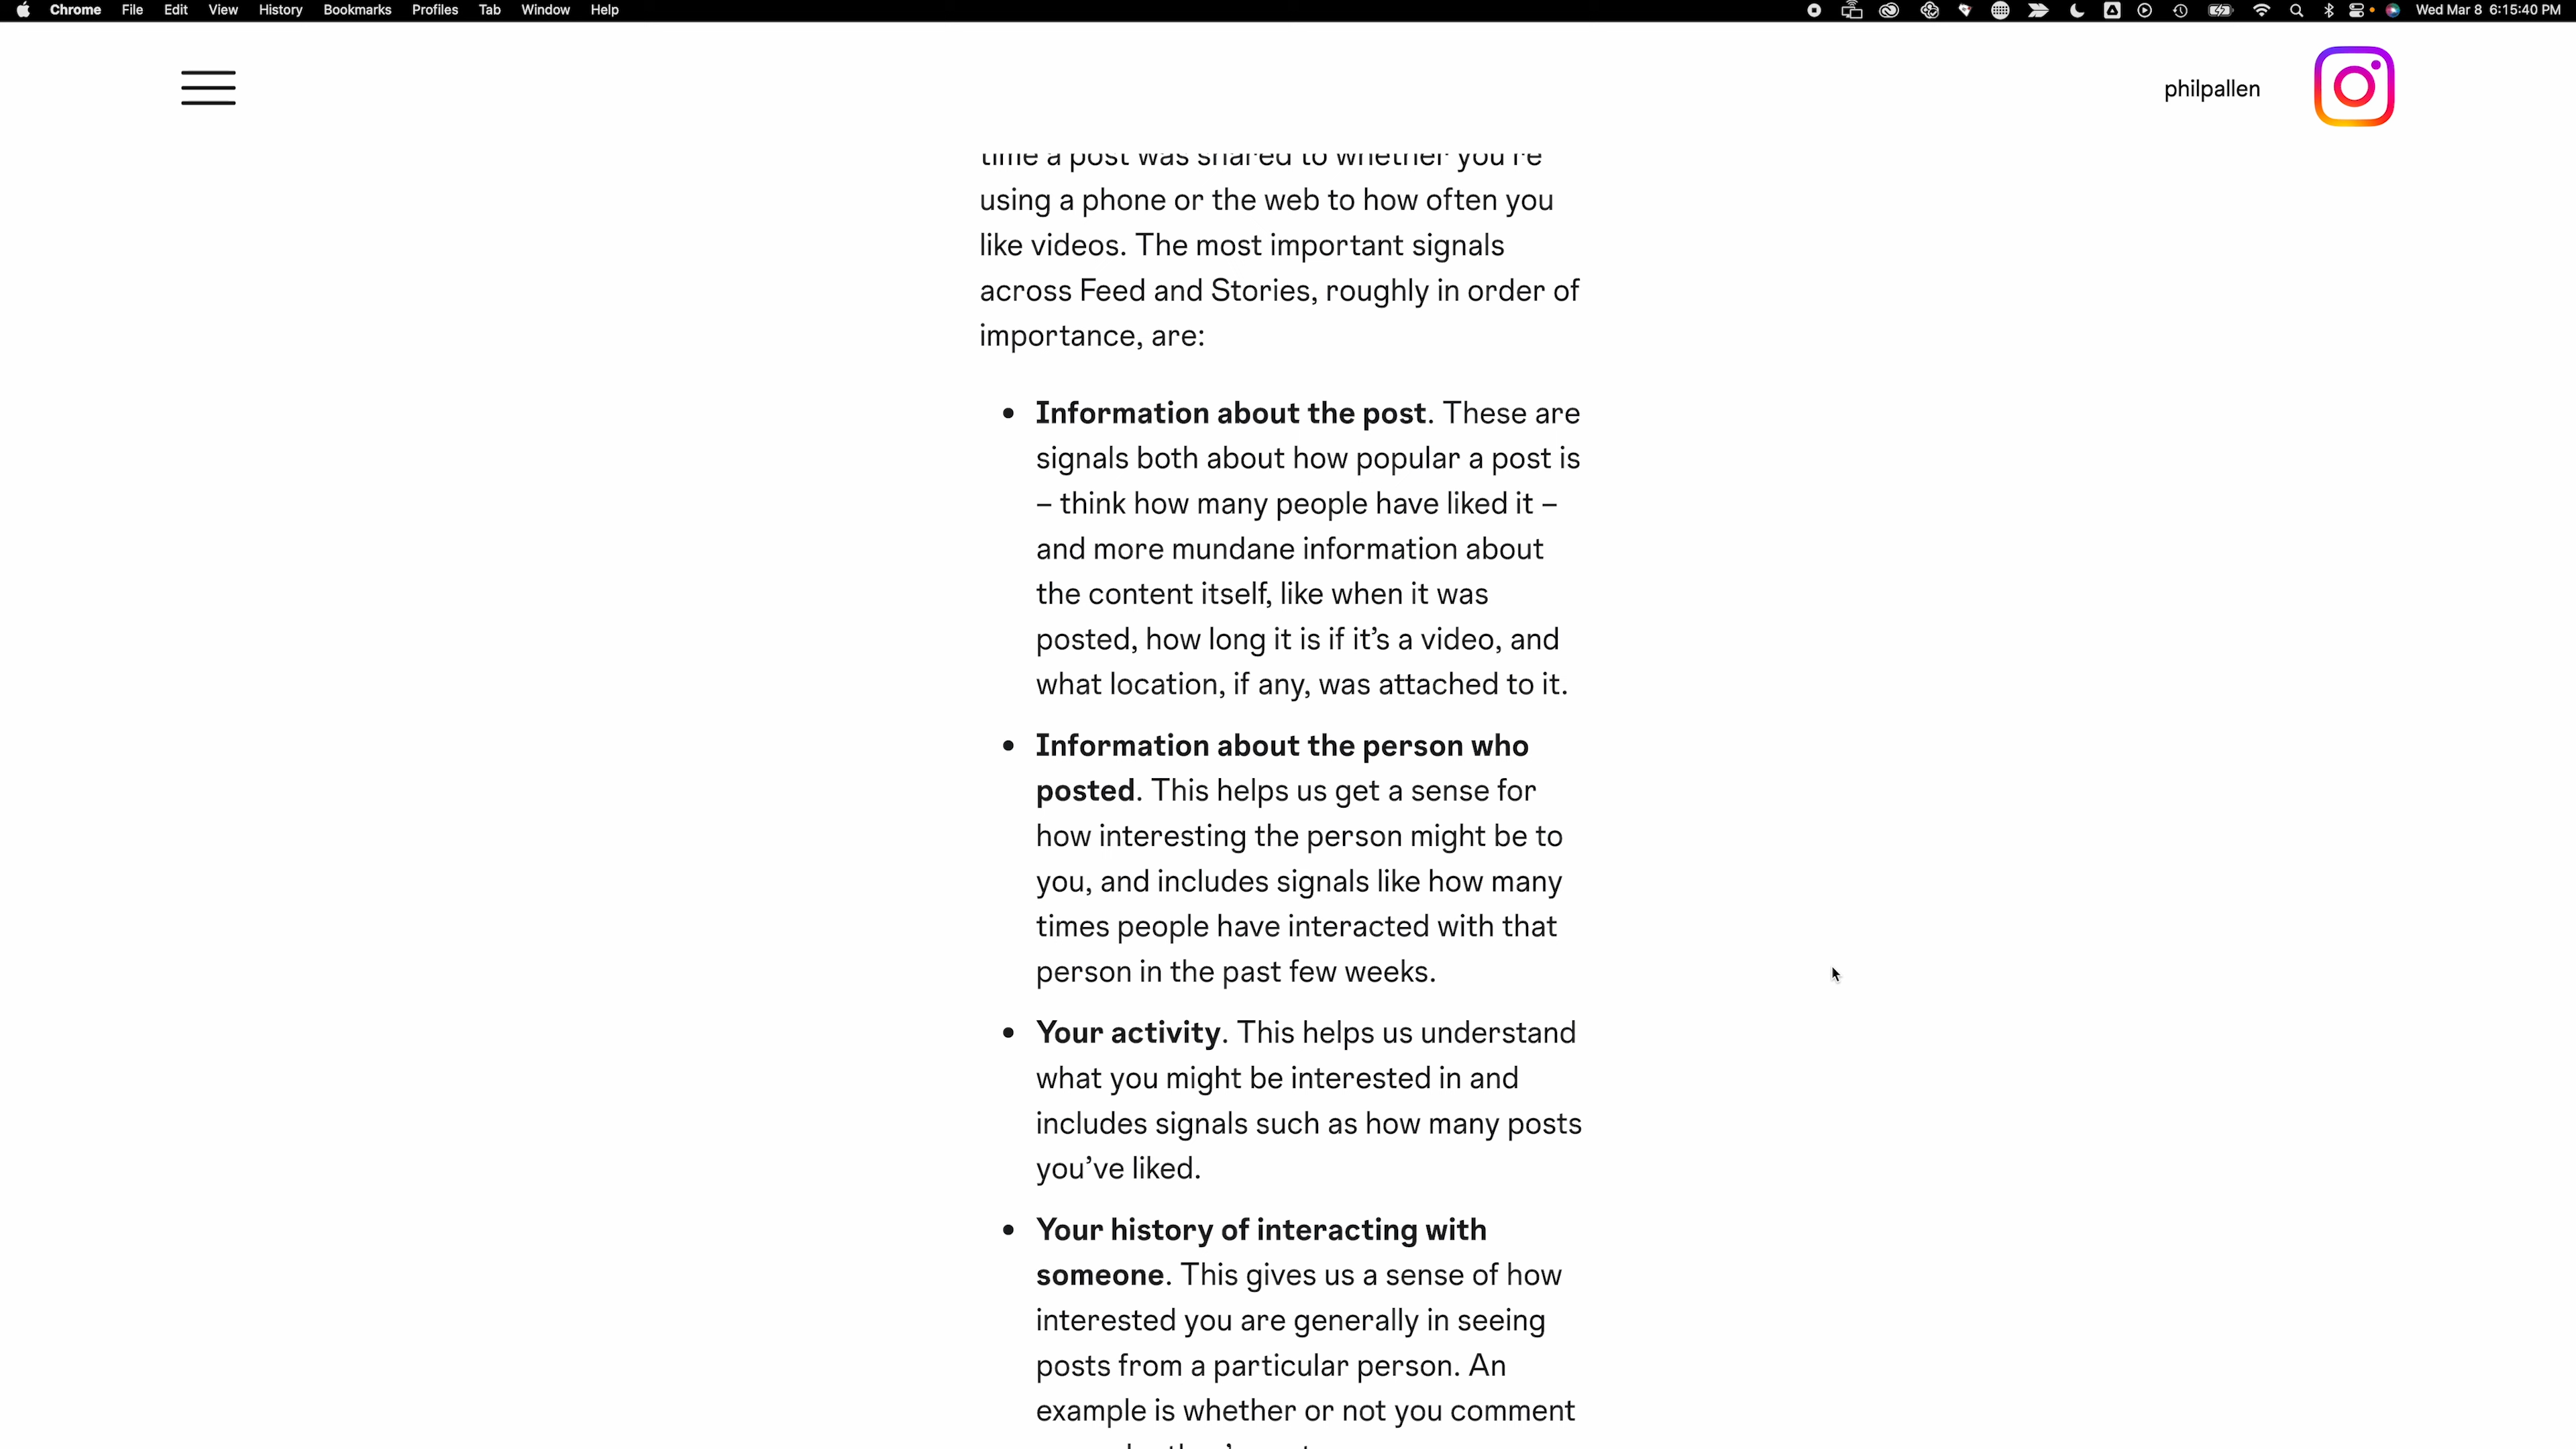 Chrome File Edit View History Bookmarks Profiles Tab Window Help Wed Mar 8 6:15:40 PM
philpallen
time a post was shared to whether you're
using a phone or the web to how often you
like videos. The most important signals
across Feed and Stories, roughly in order of
importance, are:
• Information about the post. These are
signals both about how popular a post is
– think how many people have liked it –
and more mundane information about
the content itself, like when it was
posted, how long it is if it’s a video, and
what location, if any, was attached to it.
• Information about the person who
posted. This helps us get a sense for
how interesting the person might be to
you, and includes signals like how many
times people have interacted with that
person in the past few weeks.
• Your activity. This helps us understand
what you might be interested in and
includes signals such as how many posts
you’ve liked.
• Your history of interacting with
someone. This gives us a sense of how
interested you are generally in seeing
posts from a particular person. An
example is whether or not you comment